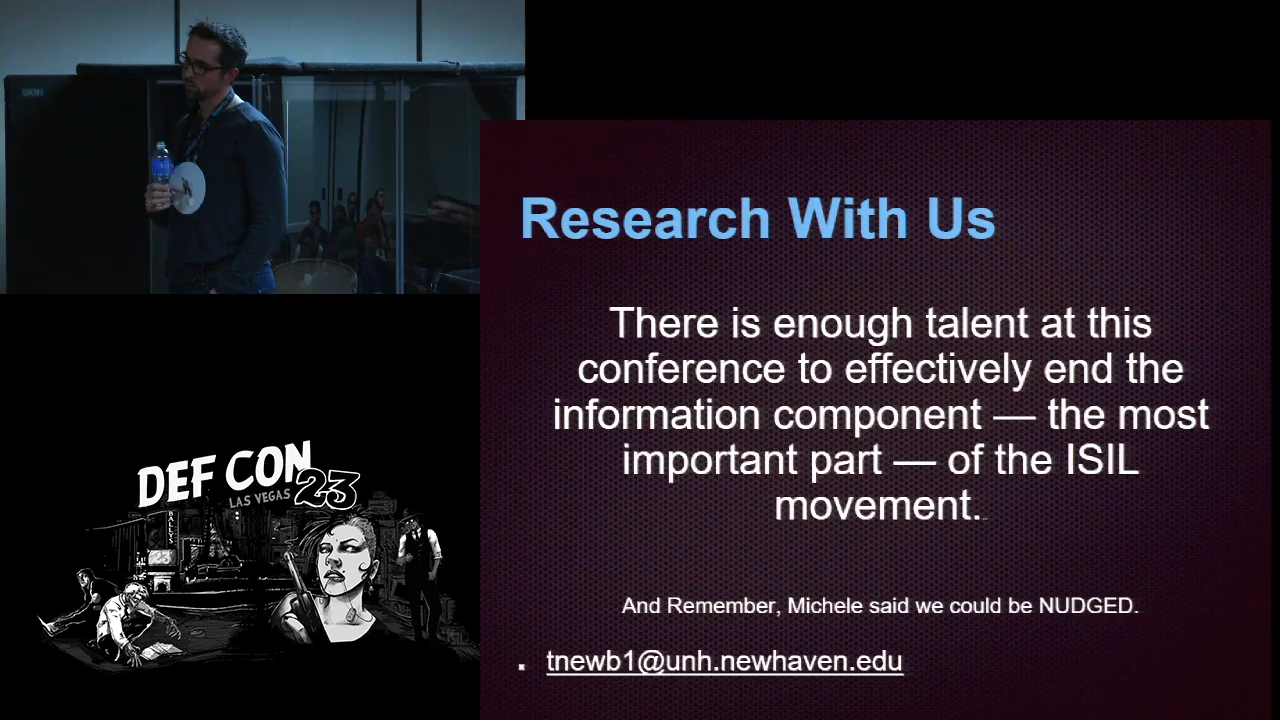 Research With Us
There is enough talent at this
conference to effectively end the
information component — the most
important part — of the ISIL
movement.
And Remember, Michele said we could be NUDGED.
tnewb1@unh.newhaven.edu
DEF CON
23
LAS VEGAS
BALLYS